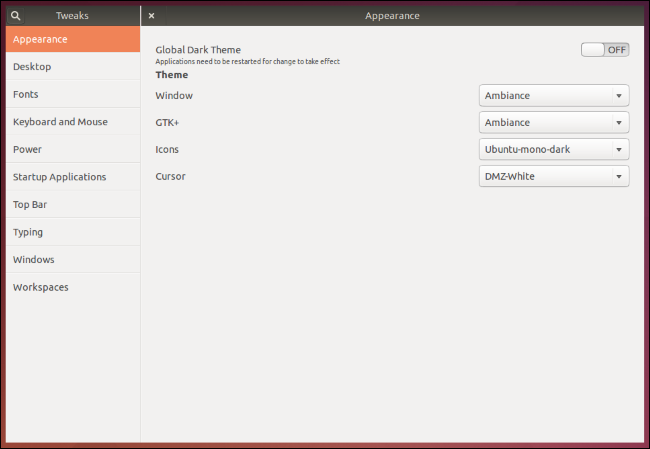 Tweaks
Appearance
Appearance
Desktop
Fonts
Keyboard and Mouse
Power
Startup Applications
Top Bar
Typing
Windows
Workspaces
Global Dark Theme OFF
Applications need to be restarted for change to take effect
Theme
Window Ambiance
GTK+ Ambiance
Icons Ubuntu-mono-dark
Cursor DMZ-White